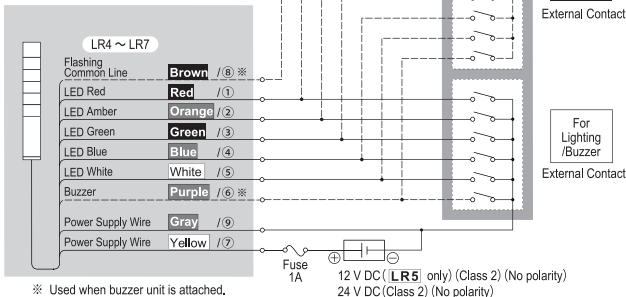 External Contact
LR4 ～ LR7
Flashing
Common Line Brown /⑧ ※
LED Red Red /①
LED Amber Orange /②
LED Green Green /③
LED Blue Blue /④
LED White White /⑤
Buzzer Purple /⑥ ※
Power Supply Wire Gray /⑨
Power Supply Wire Yellow /⑦
For
Lighting
/Buzzer
External Contact
Fuse
1A
⊕ ⊖
12 V DC ( LR5 only) (Class 2) (No polarity)
24 V DC (Class 2) (No polarity)
※ Used when buzzer unit is attached.